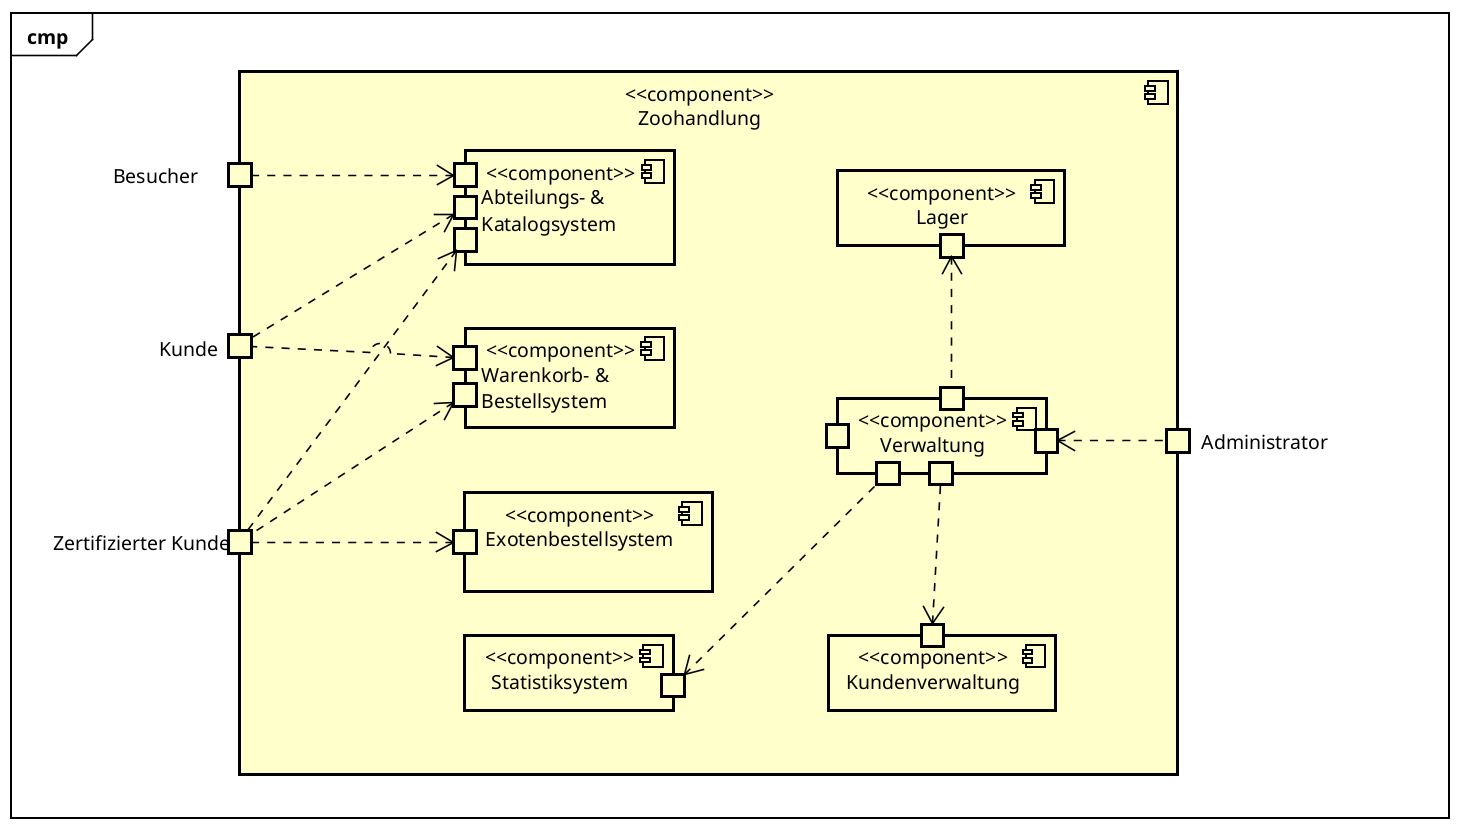 cmp
<<component>>
Zoohandlung
Besucher
<<component>>
Abteilungs- &
Katalogsystem
<<component>>
Lager
Kunde
<<component>>
Warenkorb- &
Bestellsystem
<<component>>
Verwaltung
Administrator
Zertifizierter Kunde
<<component>>
Exotenbestellsystem
<<component>>
Statistiksystem
<<component>>
Kundenverwaltung